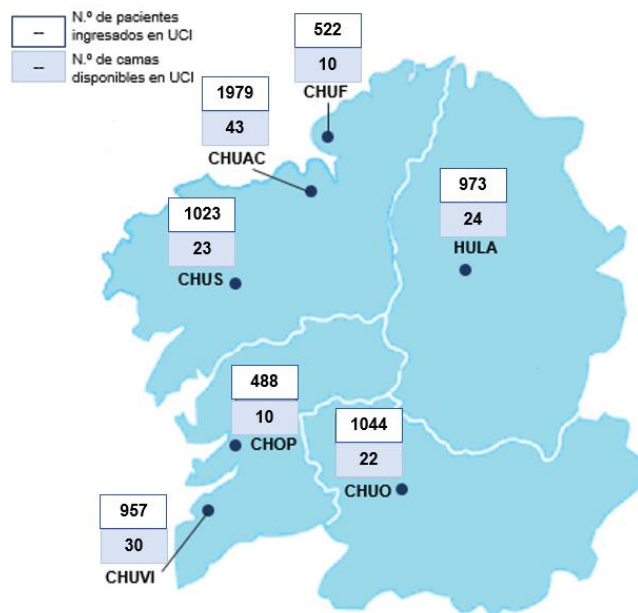 --
N.º de pacientes
ingresados en UCI
--
N.º de camas
disponibles en UCI
522
10
CHUF
1979
43
CHUAC
973
24
HULA
1023
23
CHUS
488
10
CHOP
1044
22
CHUO
957
30
CHUVI